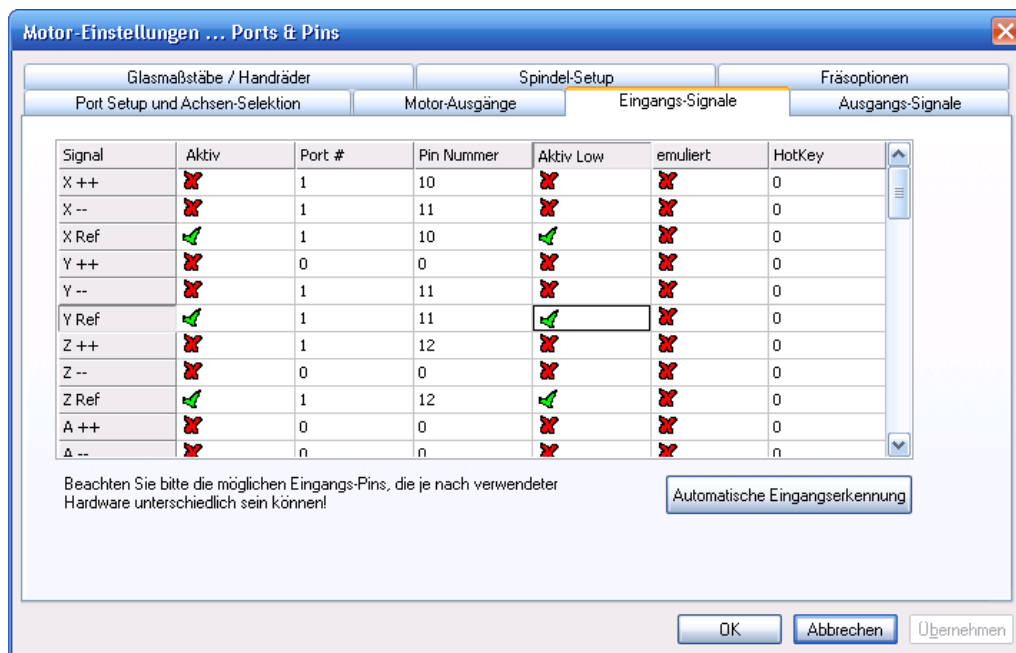 Motor-Einstellungen ... Ports & Pins
Glasmaßstäbe / Handräder Spindel-Setup Fräsoptionen
Port Setup und Achsen-Selektion Motor-Ausgänge Eingangs-Signale Ausgangs-Signale
Signal Aktiv Port # Pin Nummer Aktiv Low emuliert HotKey
X ++ 1 10 0
X -- 1 11 0
X Ref 1 10 0
Y ++ 0 0 0
Y -- 1 11 0
Y Ref 1 11 0
Z ++ 1 12 0
Z -- 0 0 0
Z Ref 1 12 0
A ++ 0 0 0
A -- 0 0 0
Beachten Sie bitte die möglichen Eingangs-Pins, die je nach verwendeter
Hardware unterschiedlich sein können!
Automatische Eingangserkennung
OK Abbrechen Übernehmen